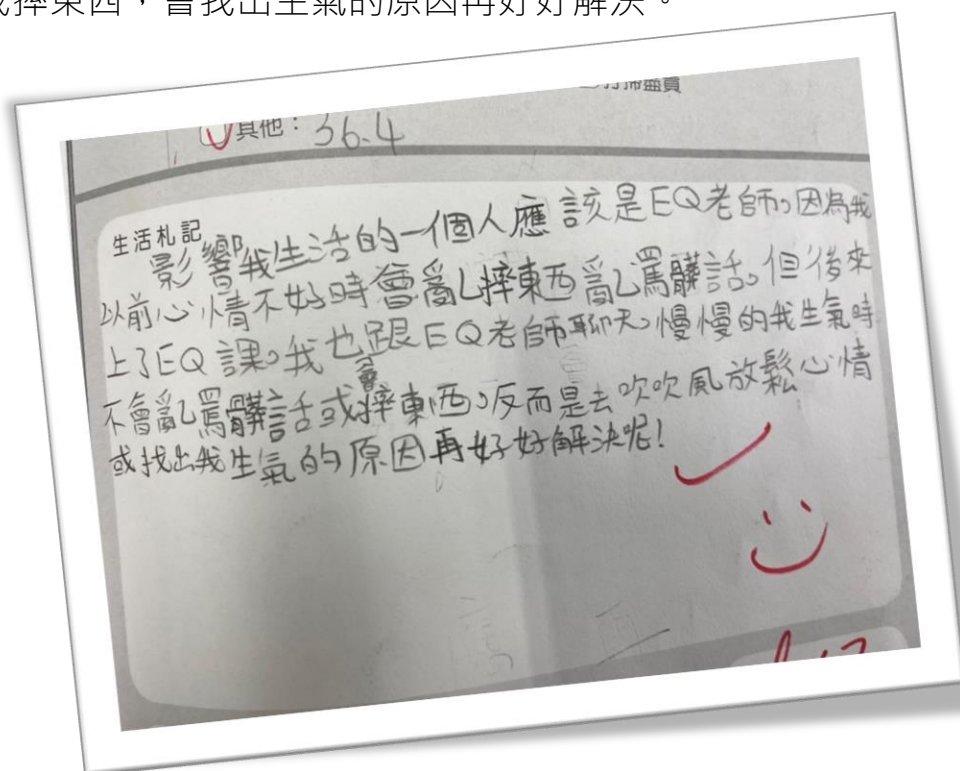 或摔東西，會找出生氣的原因再好好解決。
其他：36.4
生活札記
影響我生活的一個人應該是EQ老師，因為我
以前心情不好時會亂摔東西亂罵髒話。但後來
上了EQ課，我也跟EQ老師聊天，慢慢的我生氣時
不會亂罵髒話或摔東西，反而是去吹吹風放鬆心情
或找出我生氣的原因再好好解決呢！